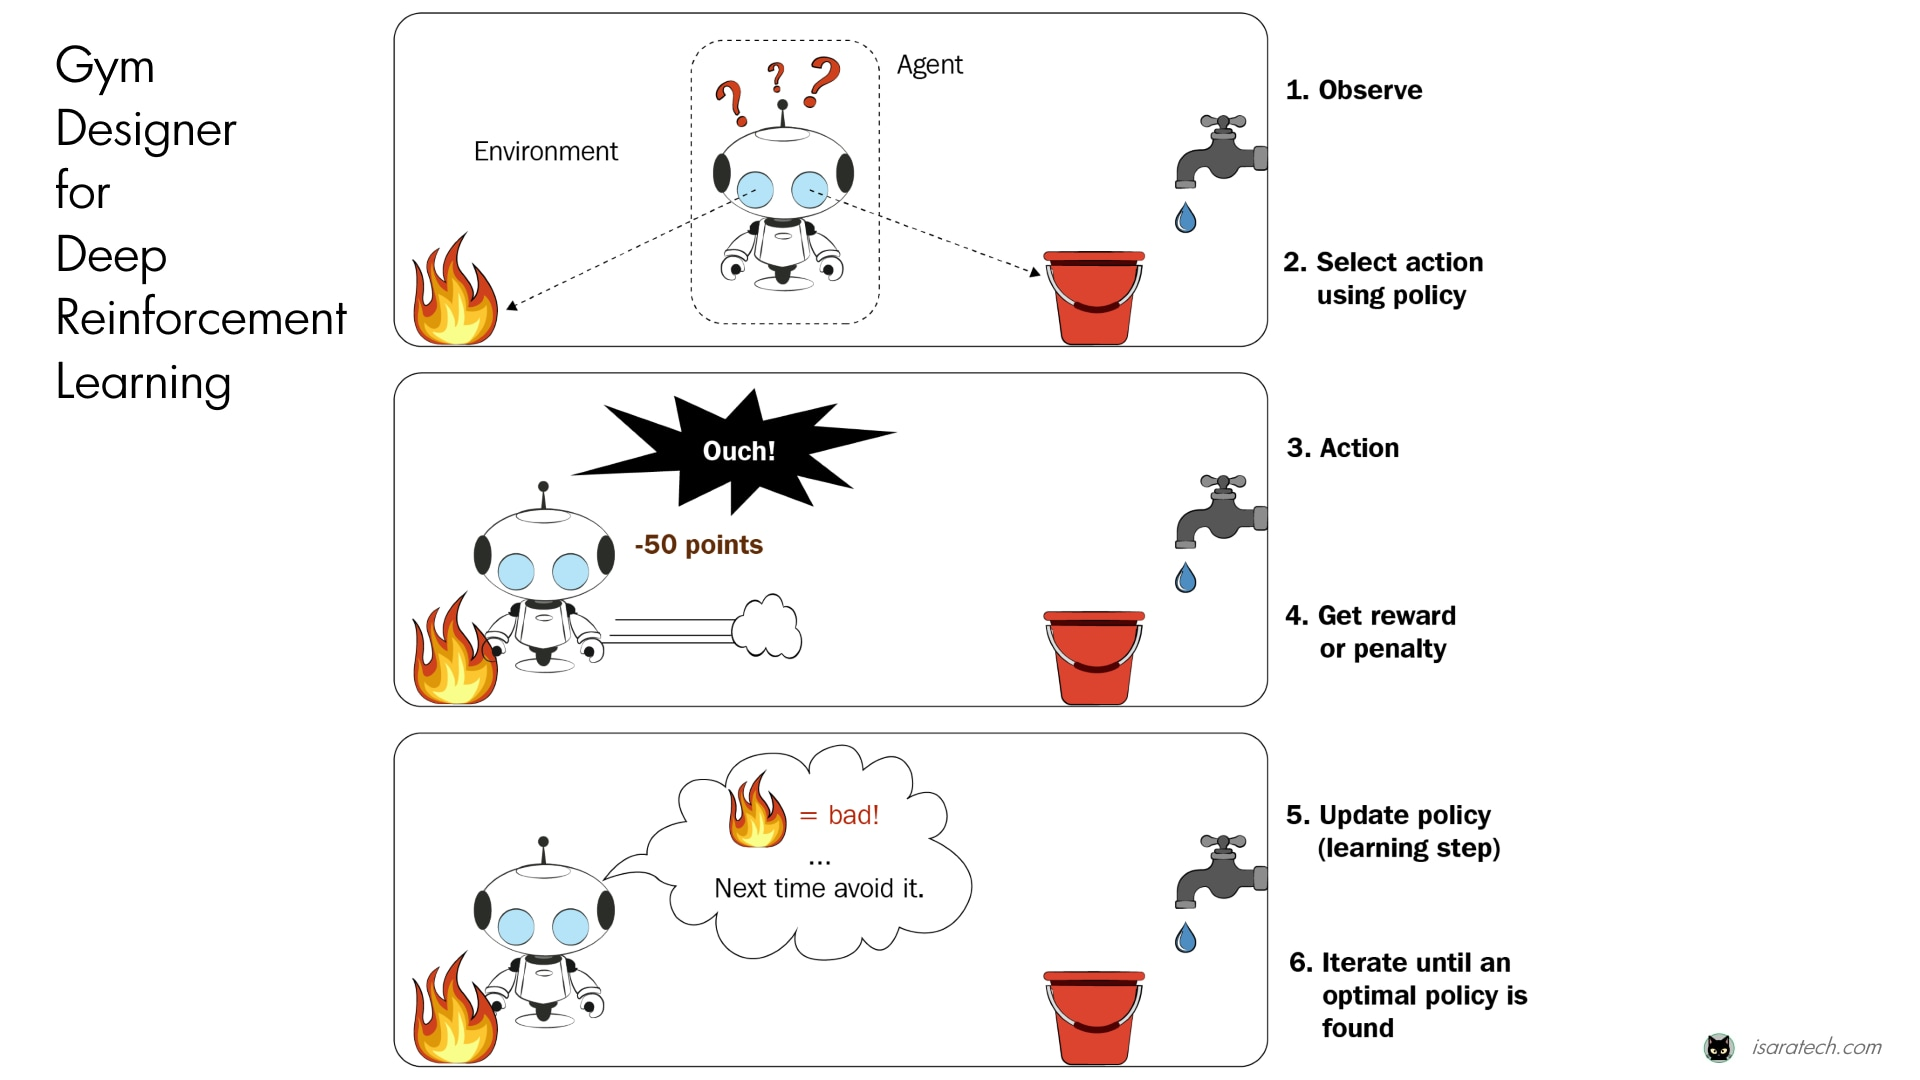 Gym
Designer
for
Deep
Reinforcement
Learning
Agent
Environment
? ? ?
1. Observe
2. Select action
using policy
Ouch!
-50 points
3. Action
4. Get reward
or penalty
= bad!
...
Next time avoid it.
5. Update policy
(learning step)
6. Iterate until an
optimal policy is
found
isaratech.com